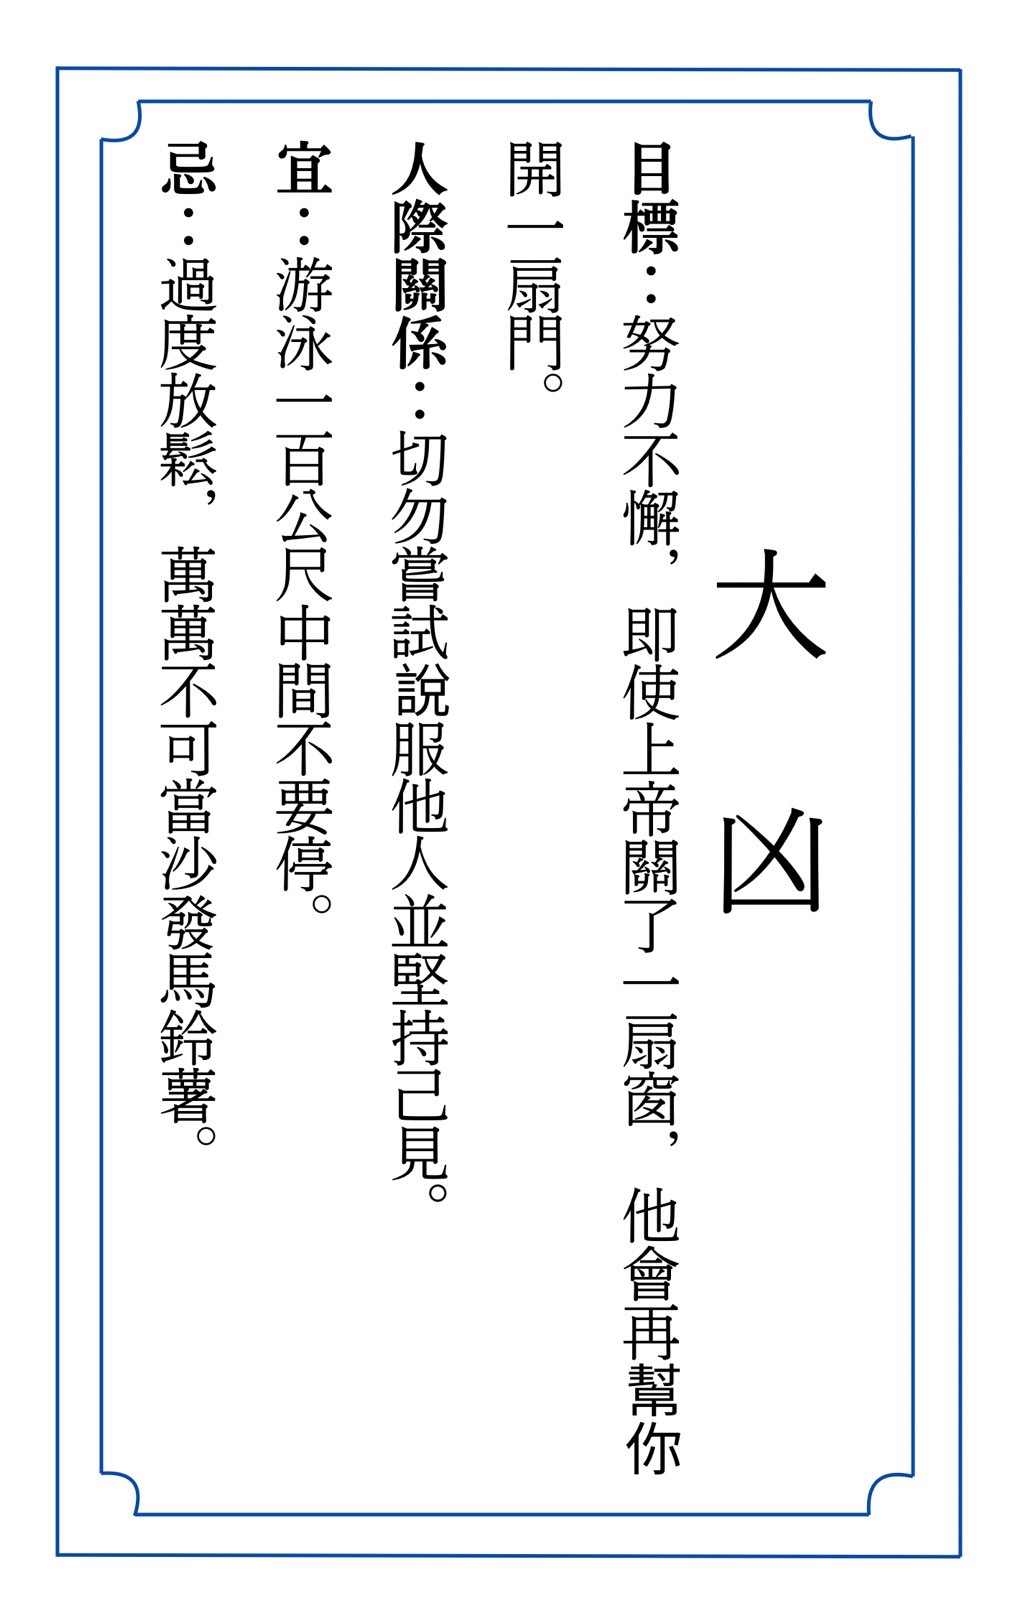 大凶
目標：努力不懈，即使上帝關了一扇窗，他會再幫你
開一扇門。
人際關係：切勿嘗試說服他人並堅持己見。
宜：游泳一百公尺中間不要停。
忌：過度放鬆，萬萬不可當沙發馬鈴薯。